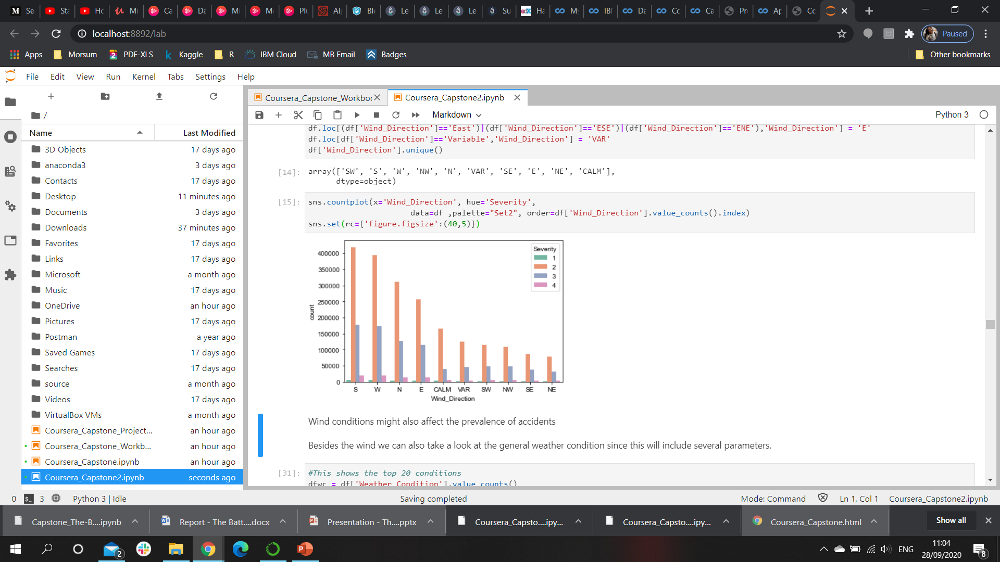 Se
Sta
Ho
Mi
Ca
Da
Mi
Mo
Plu
Al
Ble
Le
Le
Le
Su
edX
Ha
My
IBI
Da
Co
Ca
Pr
Ap
Co
localhost:8892/lab
Paused
Apps
Morsum
PDF-XLS
Kaggle
R
IBM Cloud
MB Email
Badges
Other bookmarks
File Edit View Run Kernel Tabs Settings Help
/
Name Last Modified
3D Objects 17 days ago
anaconda3 3 days ago
Contacts 17 days ago
Desktop 11 minutes ago
Documents 3 days ago
Downloads 37 minutes ago
Favorites 17 days ago
Links 17 days ago
Microsoft a month ago
Music 17 days ago
OneDrive an hour ago
Pictures 17 days ago
Postman a year ago
Saved Games 17 days ago
Searches 17 days ago
source a month ago
Videos 17 days ago
VirtualBox VMs a month ago
Coursera_Capstone_Project... an hour ago
Coursera_Capstone_Workb... an hour ago
Coursera_Capstone.ipynb an hour ago
Coursera_Capstone2.ipynb seconds ago
Coursera_Capstone_Workboo Coursera_Capstone2.ipynb
Markdown
Python 3
df.loc[(df['Wind_Direction']=='East')|(df['Wind_Direction']=='ESE')|(df['Wind_Direction']=='ENE'),'Wind_Direction'] = 'E'
df.loc[df['Wind_Direction']=='Variable','Wind_Direction'] = 'VAR'
df['Wind_Direction'].unique()
[14]: array(['SW', 'S', 'W', 'NW', 'N', 'VAR', 'SE', 'E', 'NE', 'CALM'],
dtype=object)
[15]: sns.countplot(x='Wind_Direction', hue='Severity',
data=df ,palette="Set2", order=df['Wind_Direction'].value_counts().index)
sns.set(rc={'figure.figsize':(40,5)})
Severity
1
2
3
4
400000
350000
300000
250000
200000
150000
100000
50000
0
count
S W N E CALM VAR SW NW SE NE
Wind_Direction
Wind conditions might also affect the prevalence of accidents
Besides the wind we can also take a look at the general weather condition since this will include several parameters.
[31]: #This shows the top 20 conditions
dfwc = df['Weather_Condition'].value_counts()
0 $_ 3 Python 3 | Idle Saving completed Mode: Command Ln 1, Col 1 Coursera_Capstone2.ipynb
Capstone_The-B....ipynb
Report - The Batt....docx
Presentation - Th....pptx
Coursera_Capsto....ipy...
Coursera_Capsto....ipy...
Coursera_Capstone.html
Show all
2
ENG
11:04
28/09/2020
8